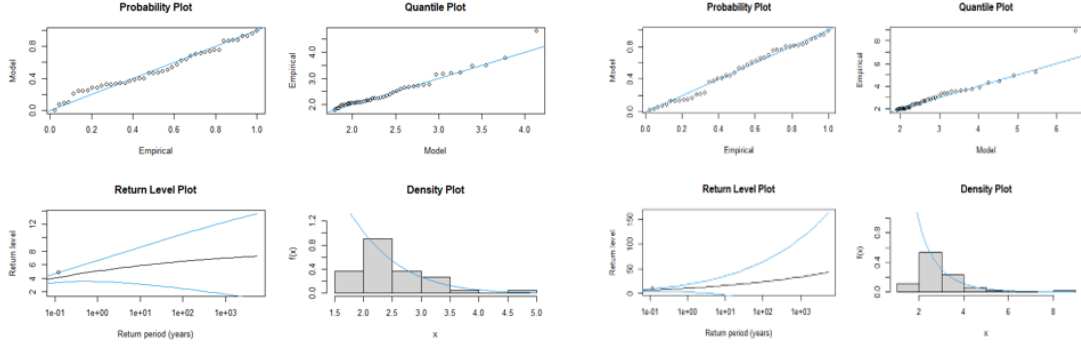 Probability Plot
Model
0.0 0.4 0.8
0.0 0.2 0.4 0.6 0.8 1.0
Empirical
Quantile Plot
Empirical
2.0 3.0 4.0
2.0 2.5 3.0 3.5 4.0
Model
Probability Plot
Model
0.0 0.4 0.8
0.0 0.2 0.4 0.6 0.8 1.0
Empirical
Quantile Plot
Empirical
2 4 6 8
2 3 4 5 6
Model
Return Level Plot
Return level
2 4 6 8 12
1e-01 1e+00 1e+01 1e+02 1e+03
Return period (years)
Density Plot
f(x)
0.0 0.4 0.8 1.2
1.5 2.0 2.5 3.0 3.5 4.0 4.5 5.0
x
Return Level Plot
Return level
0 50 100 150
1e-01 1e+00 1e+01 1e+02 1e+03
Return period (years)
Density Plot
f(x)
0.0 0.4 0.8
2 4 6 8
x